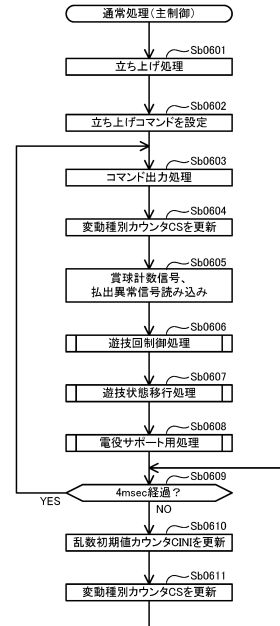 通常処理(主制御)
Sb0601
立ち上げ処理
Sb0602
立ち上げコマンドを設定
Sb0603
コマンド出力処理
Sb0604
変動種別カウンタCSを更新
Sb0605
賞球計数信号、
払出異常信号読み込み
Sb0606
遊技回制御処理
Sb0607
遊技状態移行処理
Sb0608
電役サポート用処理
Sb0609
4msec経過?
YES
NO
Sb0610
乱数初期値カウンタCINIを更新
Sb0611
変動種別カウンタCSを更新